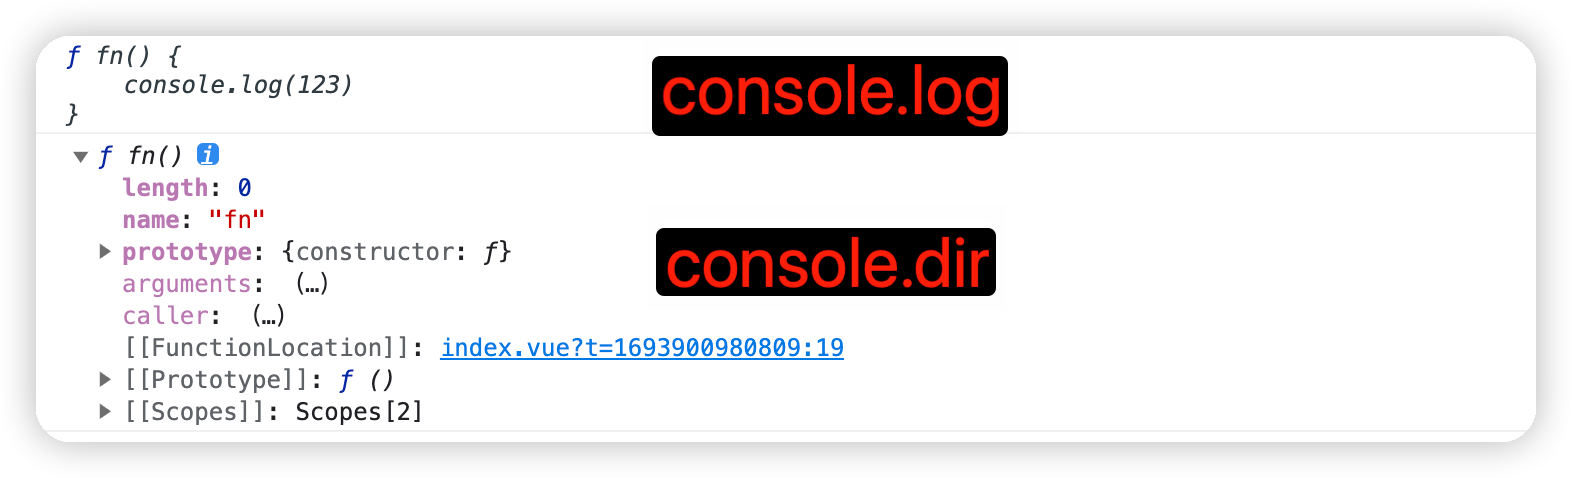 ƒ fn() {
console.log(123)
}
console.log
ƒ fn() i
length: 0
name: "fn"
prototype: {constructor: ƒ}
arguments: (…)
caller: (…)
[[FunctionLocation]]: index.vue?t=1693900980809:19
[[Prototype]]: ƒ ()
[[Scopes]]: Scopes[2]
console.dir